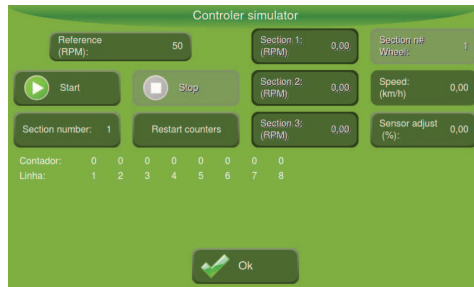 Controler simulator
Reference (RPM): 50
Section 1: (RPM) 0,00
Section n# Wheel: 1
Start
Stop
Section 2: (RPM) 0,00
Speed: (km/h) 0,00
Section number: 1
Restart counters
Section 3: (RPM) 0,00
Sensor adjust (%): 0,00
Contador: 0 0 0 0 0 0 0 0
Linha: 1 2 3 4 5 6 7 8
Ok